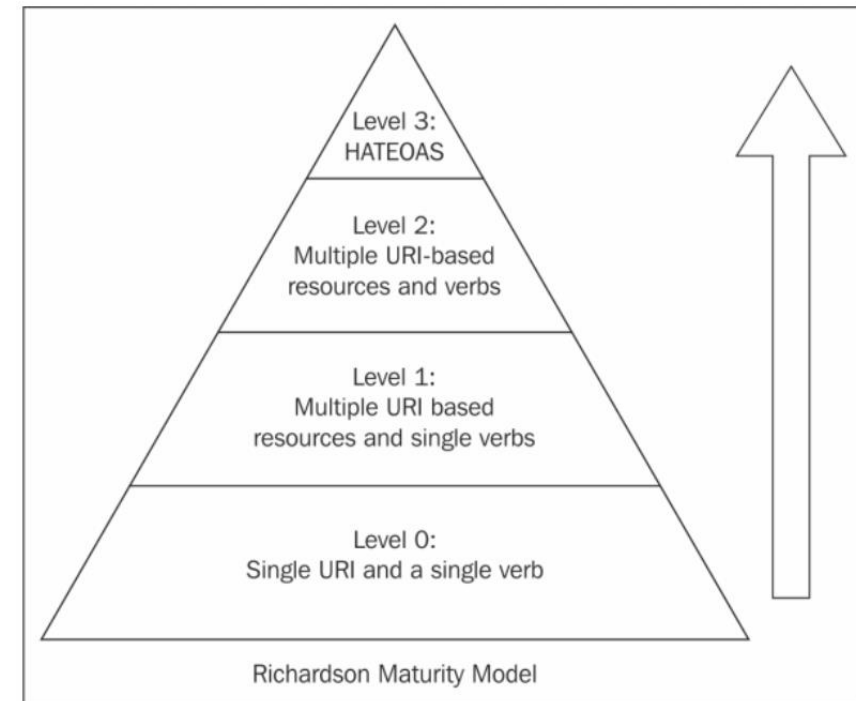 Level 3:
HATEOAS
Level 2:
Multiple URI-based
resources and verbs
Level 1:
Multiple URI based
resources and single verbs
Level 0:
Single URI and a single verb
Richardson Maturity Model